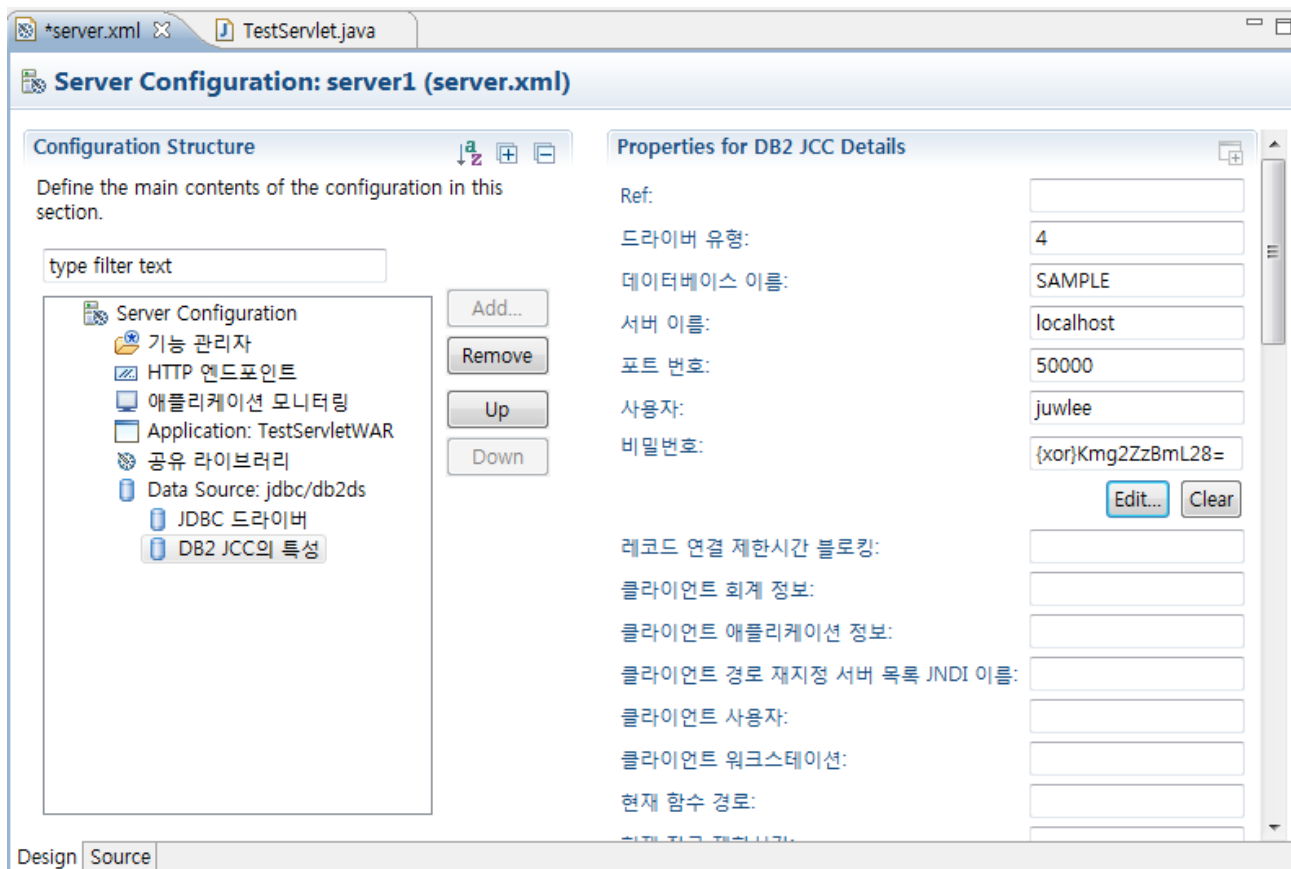 *server.xml
TestServlet.java
Server Configuration: server1 (server.xml)
Configuration Structure
Define the main contents of the configuration in this
section.
type filter text
Server Configuration
기능 관리자
HTTP 엔드포인트
애플리케이션 모니터링
Application: TestServletWAR
공유 라이브러리
Data Source: jdbc/db2ds
JDBC 드라이버
DB2 JCC의 특성
Add...
Remove
Up
Down
Properties for DB2 JCC Details
Ref:
드라이버 유형: 4
데이터베이스 이름: SAMPLE
서버 이름: localhost
포트 번호: 50000
사용자: juwlee
비밀번호: {xor}Kmg2ZzBmL28=
Edit... Clear
레코드 연결 제한시간 블로킹:
클라이언트 회계 정보:
클라이언트 애플리케이션 정보:
클라이언트 경로 재지정 서버 목록 JNDI 이름:
클라이언트 사용자:
클라이언트 워크스테이션:
현재 함수 경로:
Design Source